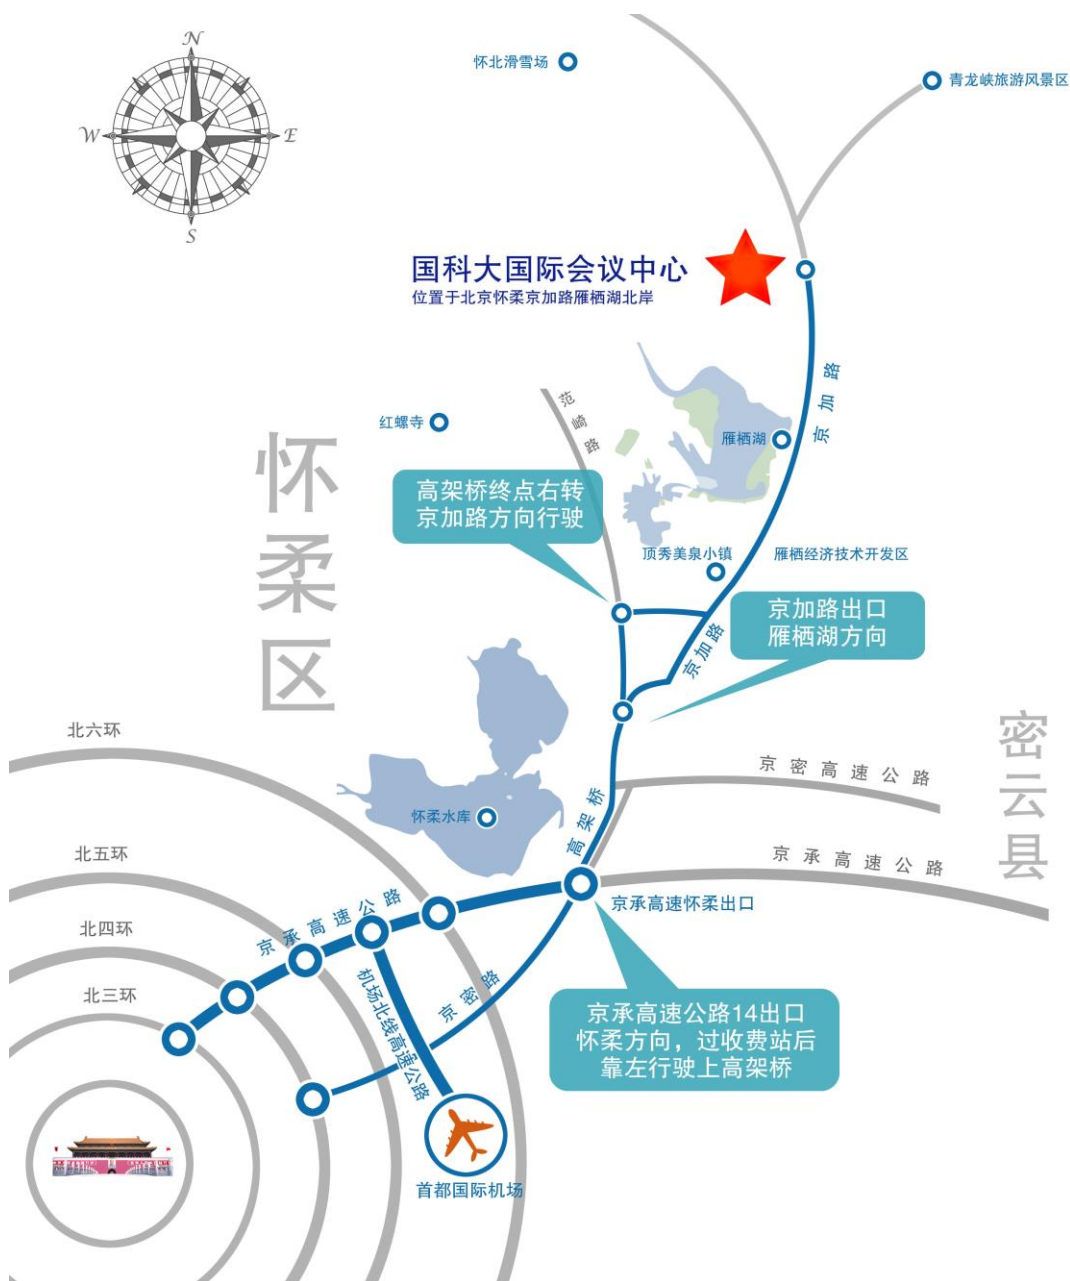 N
W
E
S
怀北滑雪场
青龙峡旅游风景区
国科大国际会议中心
位置于北京怀柔京加路雁栖湖北岸
京加路
范崎路
红螺寺
雁栖湖
怀柔区
高架桥终点右转
京加路方向行驶
顶秀美泉小镇
雁栖经济技术开发区
京加路出口
雁栖湖方向
京加路
北六环
密云县
京密高速公路
怀柔水库
高架桥
北五环
京承高速公路
京承高速怀柔出口
京承高速公路
北四环
北三环
机场北线高速公路
京密路
京承高速公路14出口
怀柔方向，过收费站后
靠左行驶上高架桥
首都国际机场